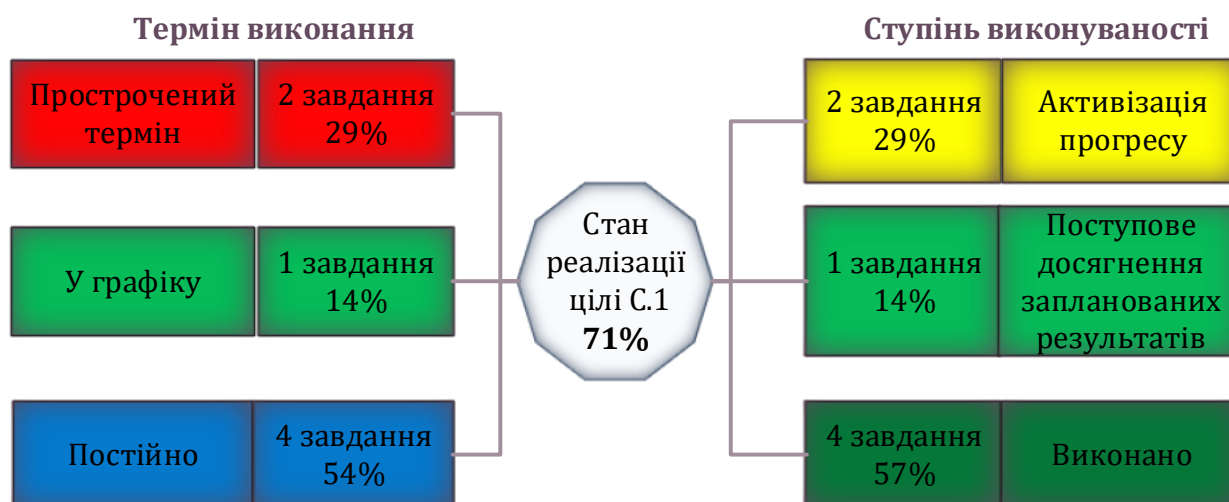 Термін виконання
Ступінь виконуваності
Прострочений
термін
2 завдання
29%
У графіку
1 завдання
14%
Постійно
4 завдання
54%
Стан
реалізації
цілі С.1
71%
2 завдання
29%
Активізація
прогресу
1 завдання
14%
Поступове
досягнення
запланованих
результатів
4 завдання
57%
Виконано